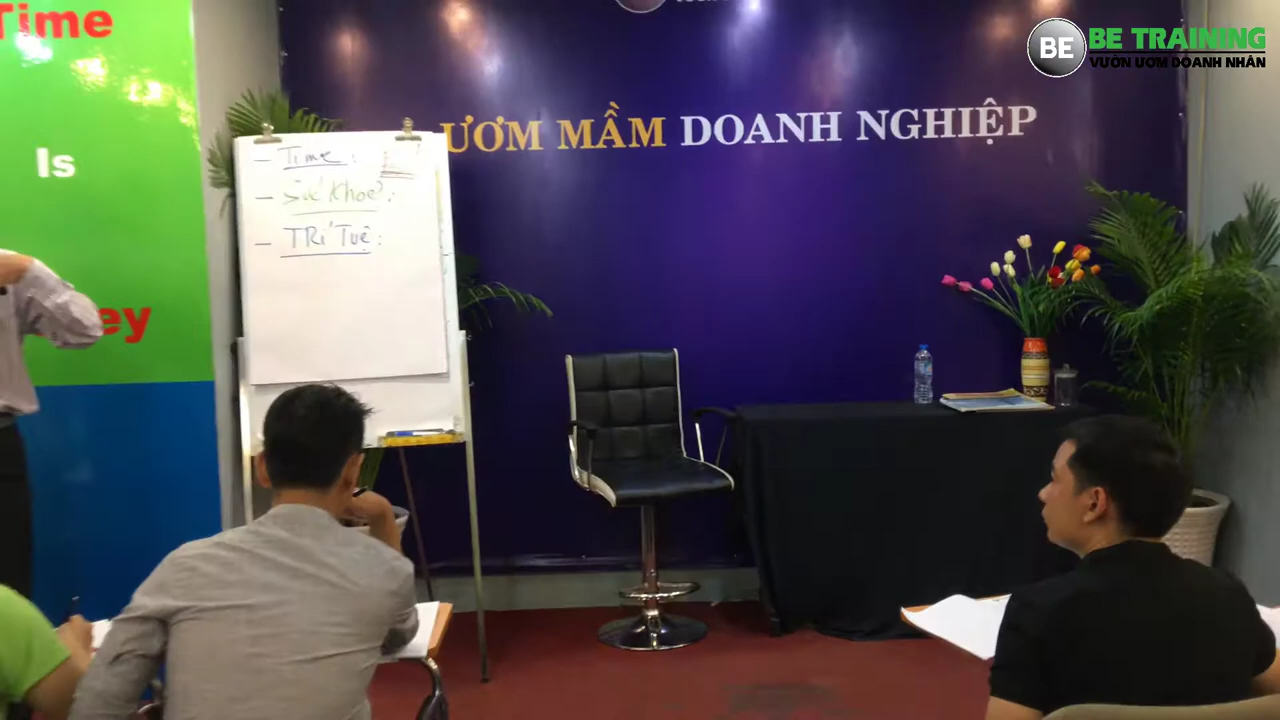 Time
Is
ey
BE
BE TRAINING
VƯỜN ƯƠM DOANH NHÂN
ƯƠM MẦM DOANH NGHIỆP
– Time :
– Sức Khoẻ :
– TRí Tuệ :